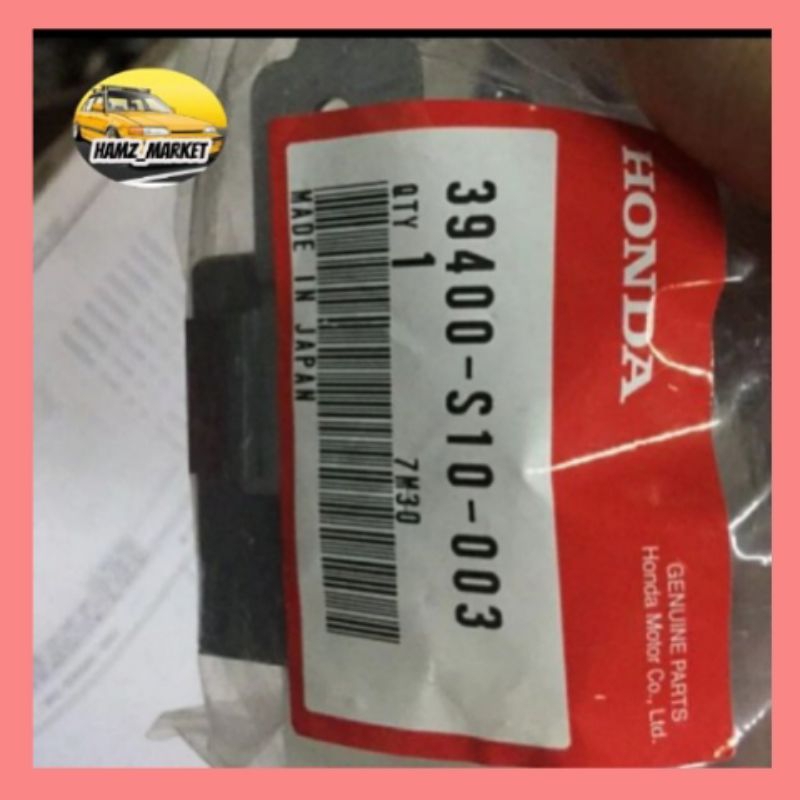 HAMZ_MARKET
HONDA
GENUINE PARTS
Honda Motor Co., Ltd.
39400-S10-003
QTY 1
7M30
MADE IN JAPAN